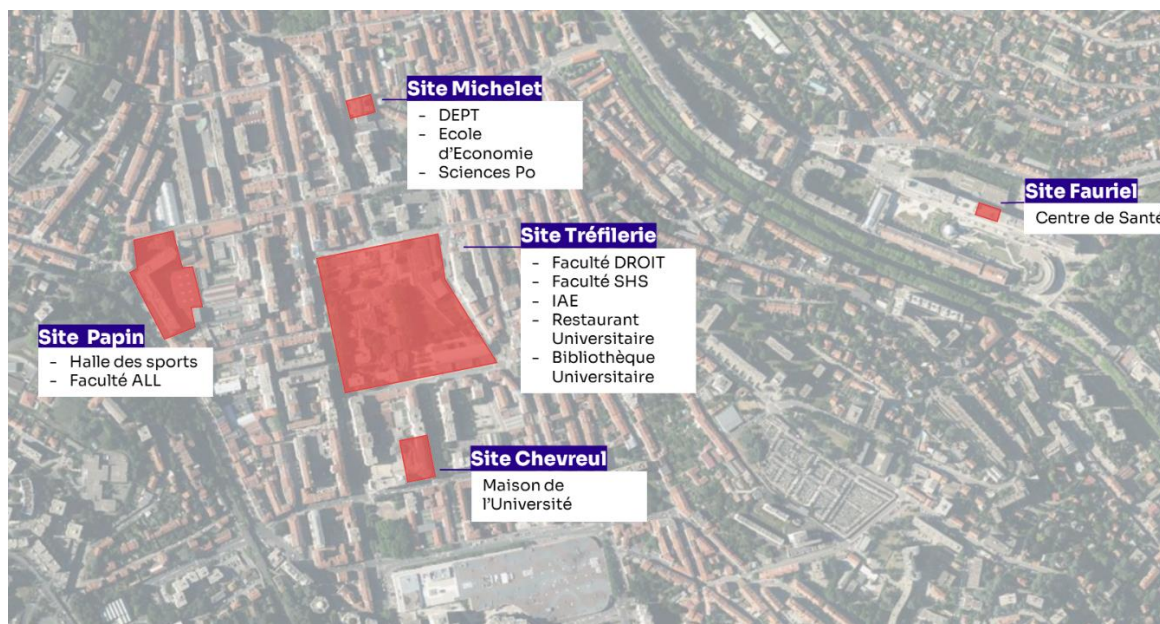 Site Michelet
- DEPT
- Ecole
d'Economie
- Sciences Po
Site Fauriel
Centre de Santé
Site Tréfilerie
- Faculté DROIT
- Faculté SHS
- IAE
- Restaurant
Universitaire
- Bibliothèque
Universitaire
Site Papin
- Halle des sports
- Faculté ALL
Site Chevreul
Maison de
l'Université